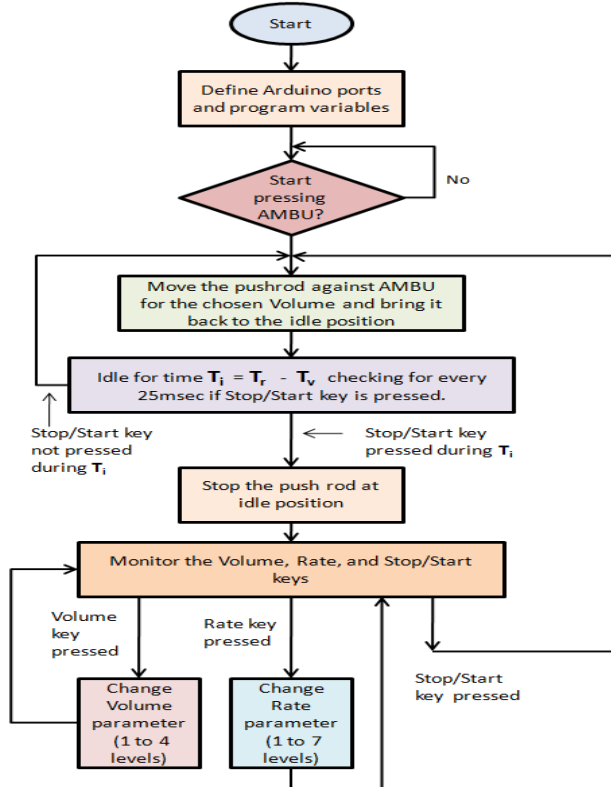 Start
Define Arduino ports
and program variables
Start
pressing
AMBU?
No
Move the pushrod against AMBU
for the chosen Volume and bring it
back to the idle position
Idle for time Ti = Tr - Tv checking for every
25msec if Stop/Start key is pressed.
Stop/Start key
not pressed
during Ti
Stop/Start key
pressed during Ti
Stop the push rod at
idle position
Monitor the Volume, Rate, and Stop/Start
keys
Volume
key
pressed
Rate key
pressed
Stop/Start
key pressed
Change
Volume
parameter
(1 to 4
levels)
Change
Rate
parameter
(1 to 7
levels)